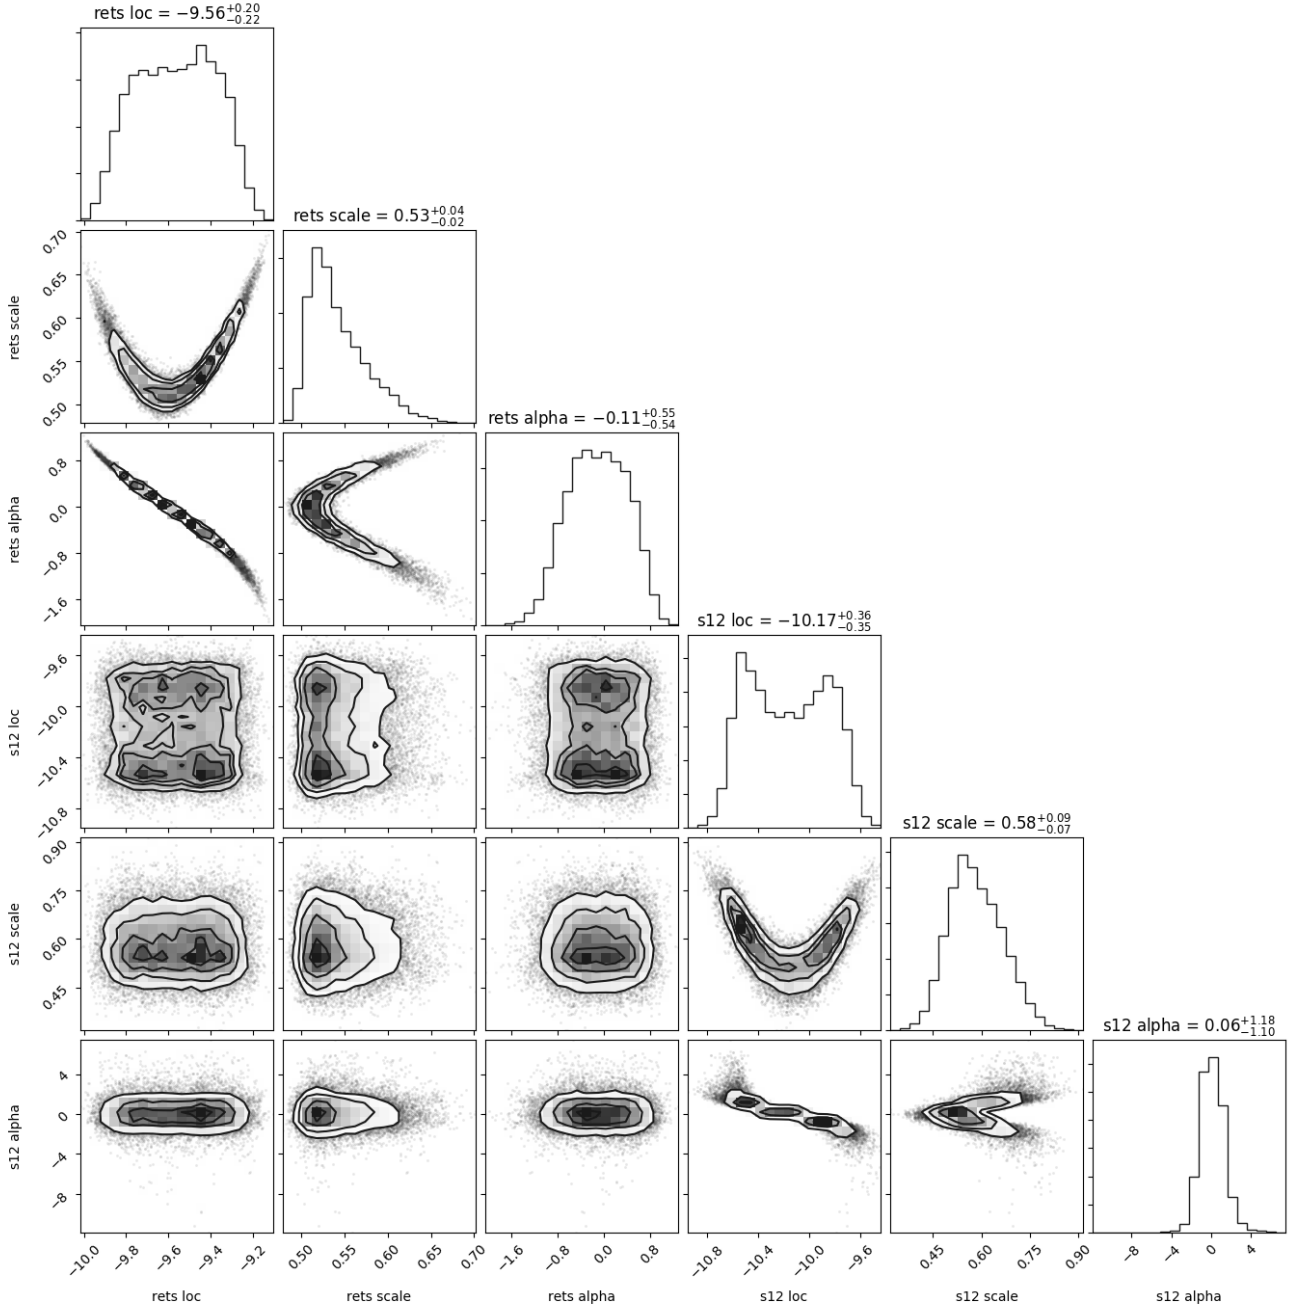 rets loc = −9.56+0.20 −0.22
rets scale = 0.53+0.04 −0.02
0.70
0.65
0.60
0.55
0.50
rets scale
rets alpha = −0.11+0.55 −0.54
0.8
0.0
−0.8
−1.6
rets alpha
s12 loc = −10.17+0.36 −0.35
−9.6
−10.0
−10.4
−10.8
s12 loc
s12 scale = 0.58+0.09 −0.07
0.90
0.75
0.60
0.45
s12 scale
s12 alpha = 0.06+1.18 −1.10
4
0
−4
−8
s12 alpha
−10.0 −9.8 −9.6 −9.4 −9.2 0.50 0.55 0.60 0.65 0.70 −1.6 −0.8 0.0 0.8 −10.8 −10.4 −10.0 −9.6 0.45 0.60 0.75 0.90 −8 −4 0 4
rets loc rets scale rets alpha s12 loc s12 scale s12 alpha